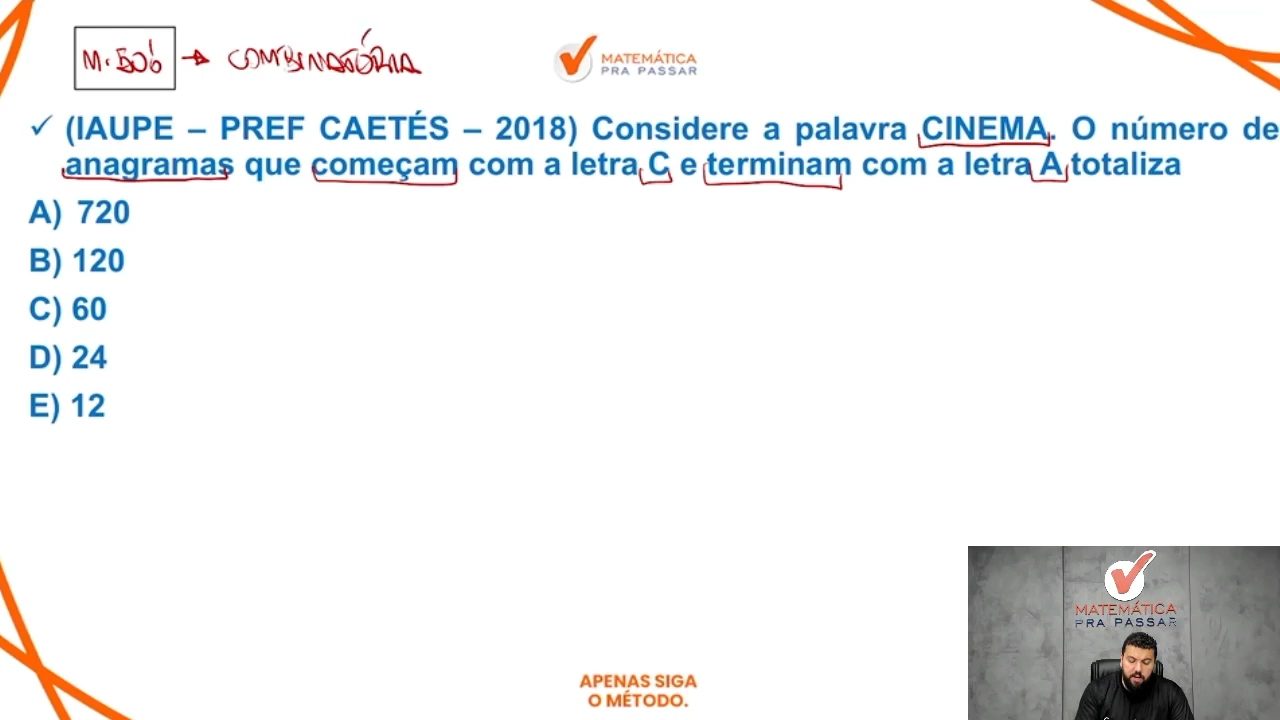 M. 506 → COMBINATÓRIA
MATEMÁTICA
PRA PASSAR
✓ (IAUPE – PREF CAETÉS – 2018) Considere a palavra CINEMA. O número de
anagramas que começam com a letra C e terminam com a letra A totaliza
A) 720
B) 120
C) 60
D) 24
E) 12
MATEMÁTICA
PRA PASSAR
APENAS SIGA
O MÉTODO.